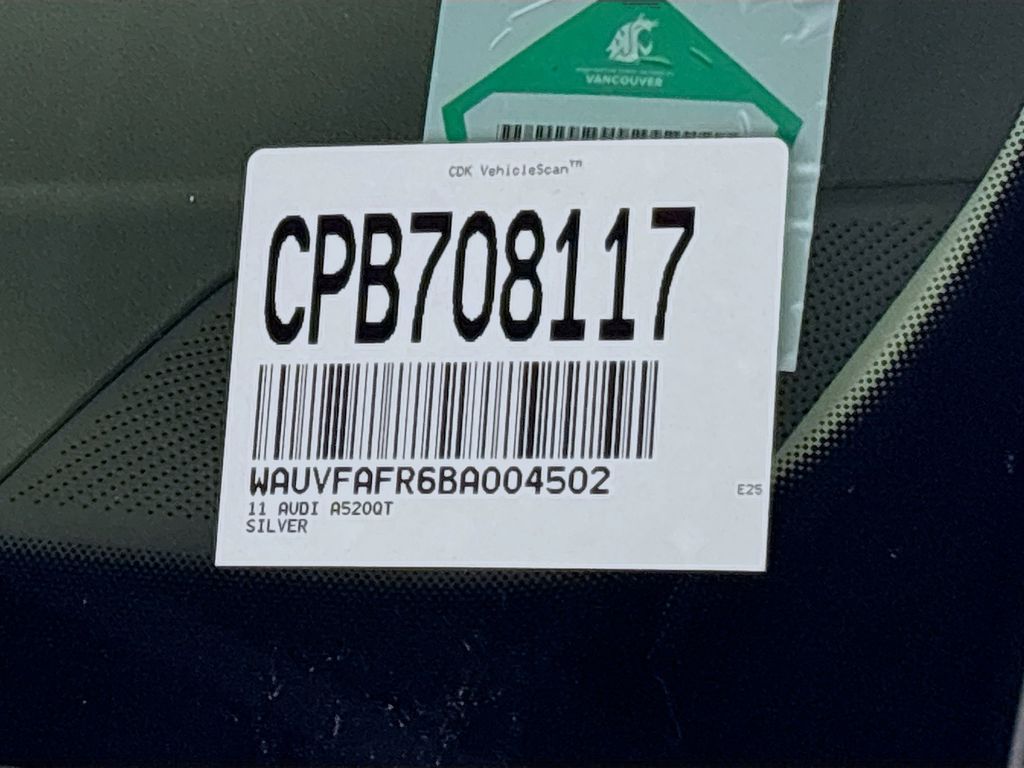 VANCOUVER
CDK VehicleScan™
CPB708117
WAUVFAFR6BA004502
11 AUDI A520QT
SILVER
E25